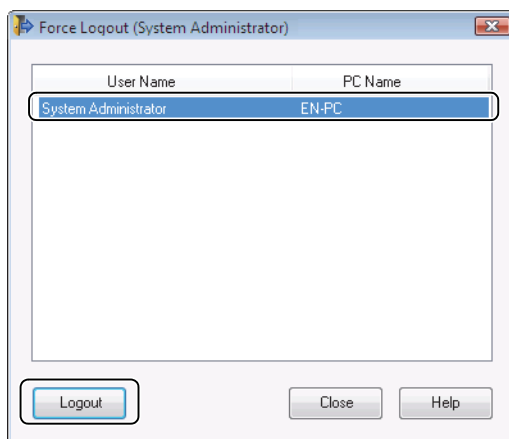 Force Logout (System Administrator)
User Name PC Name
System Administrator EN-PC
Logout Close Help